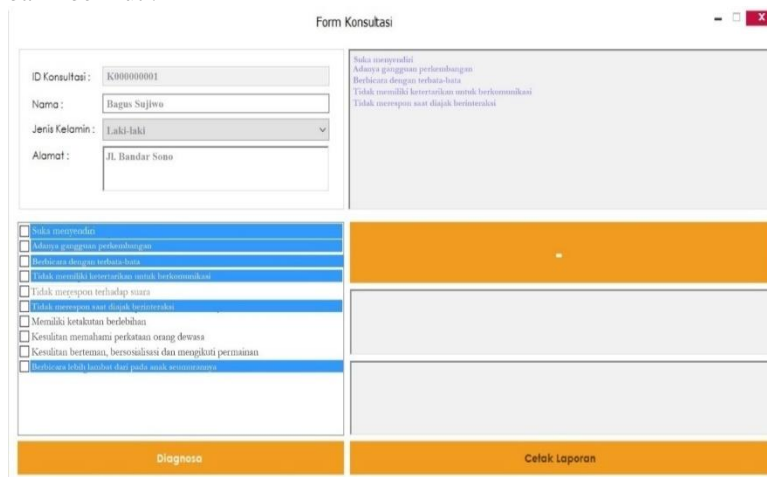 Form Konsultasi
ID Konsultasi :
K000000001
Nama :
Bagus Sujiwo
Jenis Kelamin :
Laki-laki
Alamat :
Jl. Bandar Sono
Suka menyendiri
Adanya gangguan perkembangan
Berbicara dengan terbata-bata
Tidak memiliki ketertarikan untuk berkomunikasi
Tidak merespon saat diajak berinteraksi
Suka menyendiri
Adanya gangguan perkembangan
Berbicara dengan terbata-bata
Tidak memiliki ketertarikan untuk berkomunikasi
Tidak merespon terhadap suara
Tidak merespon saat diajak berinteraksi
Memiliki ketakutan berlebihan
Kesulitan memahami perkataan orang dewasa
Kesulitan berteman, bersosialisasi dan mengikuti permainan
Berbicara lebih lambat dari pada anak seumurannya
-
Diagnosa
Cetak Laporan